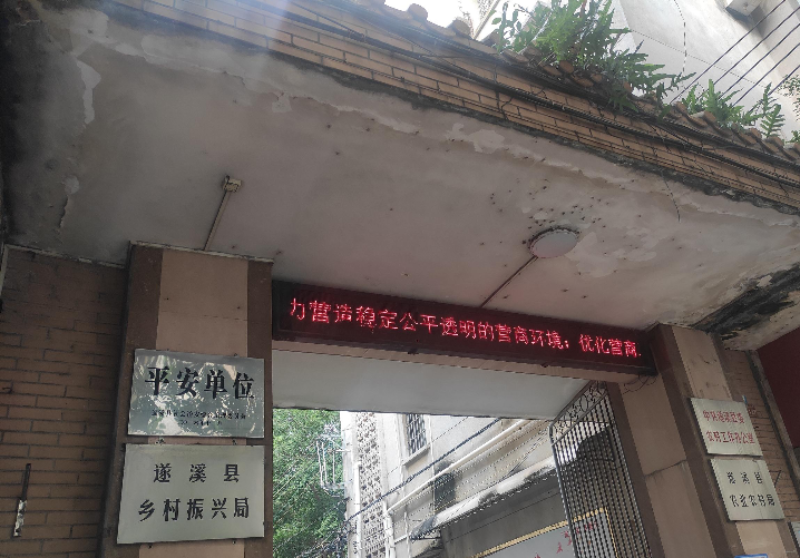 力营造稳定公平透明的营商环境；优化营商
平安单位
遂溪县
乡村振兴局
遂溪县
农业农村局